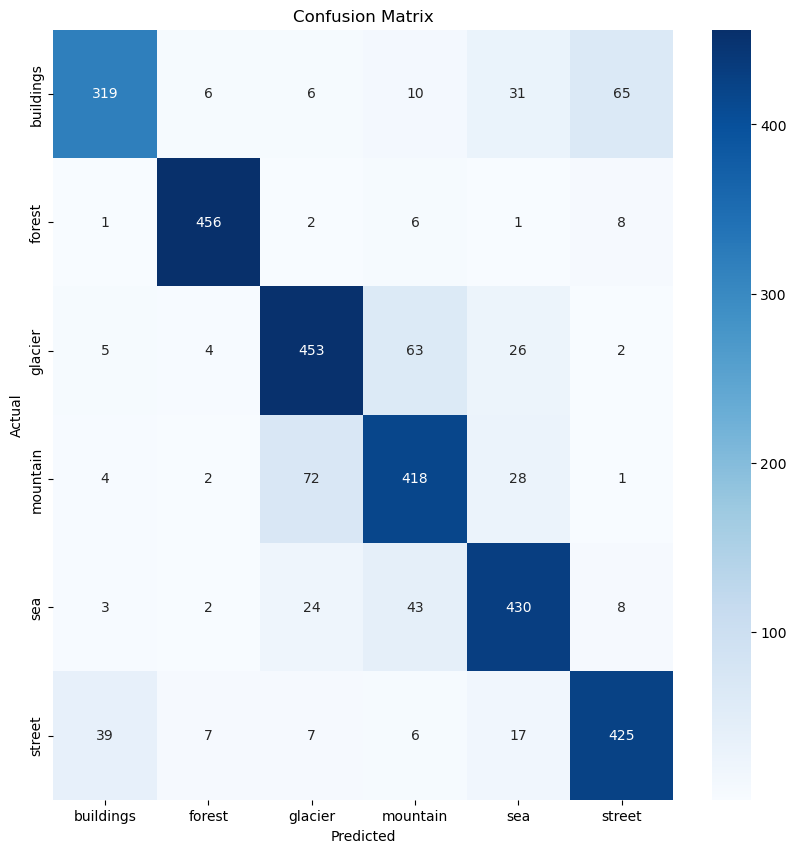 Confusion Matrix
buildings 319 6 6 10 31 65
forest 1 456 2 6 1 8
glacier 5 4 453 63 26 2
mountain 4 2 72 418 28 1
sea 3 2 24 43 430 8
street 39 7 7 6 17 425
buildings forest glacier mountain sea street
Predicted
Actual
400
300
200
100